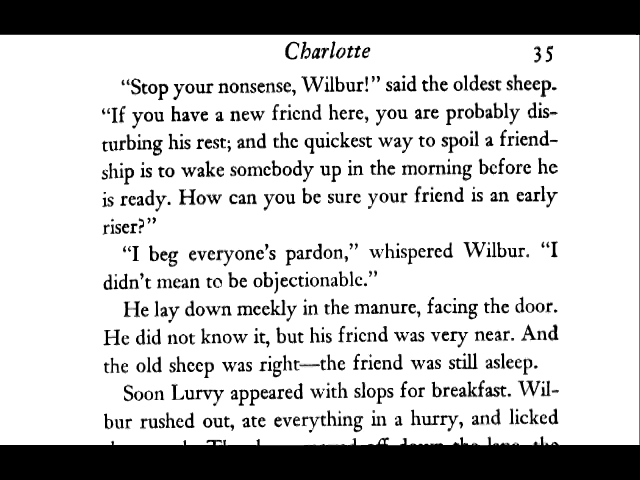 Charlotte 35
"Stop your nonsense, Wilbur!" said the oldest sheep.
"If you have a new friend here, you are probably dis-
turbing his rest; and the quickest way to spoil a friend-
ship is to wake somebody up in the morning before he
is ready. How can you be sure your friend is an early
riser?"
"I beg everyone's pardon," whispered Wilbur. "I
didn't mean to be objectionable."
He lay down meekly in the manure, facing the door.
He did not know it, but his friend was very near. And
the old sheep was right—the friend was still asleep.
Soon Lurvy appeared with slops for breakfast. Wil-
bur rushed out, ate everything in a hurry, and licked